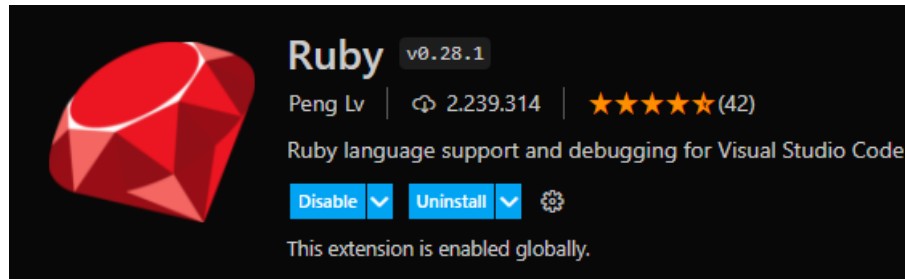 Ruby v0.28.1
Peng Lv 2.239.314 (42)
Ruby language support and debugging for Visual Studio Code
Disable Uninstall
This extension is enabled globally.